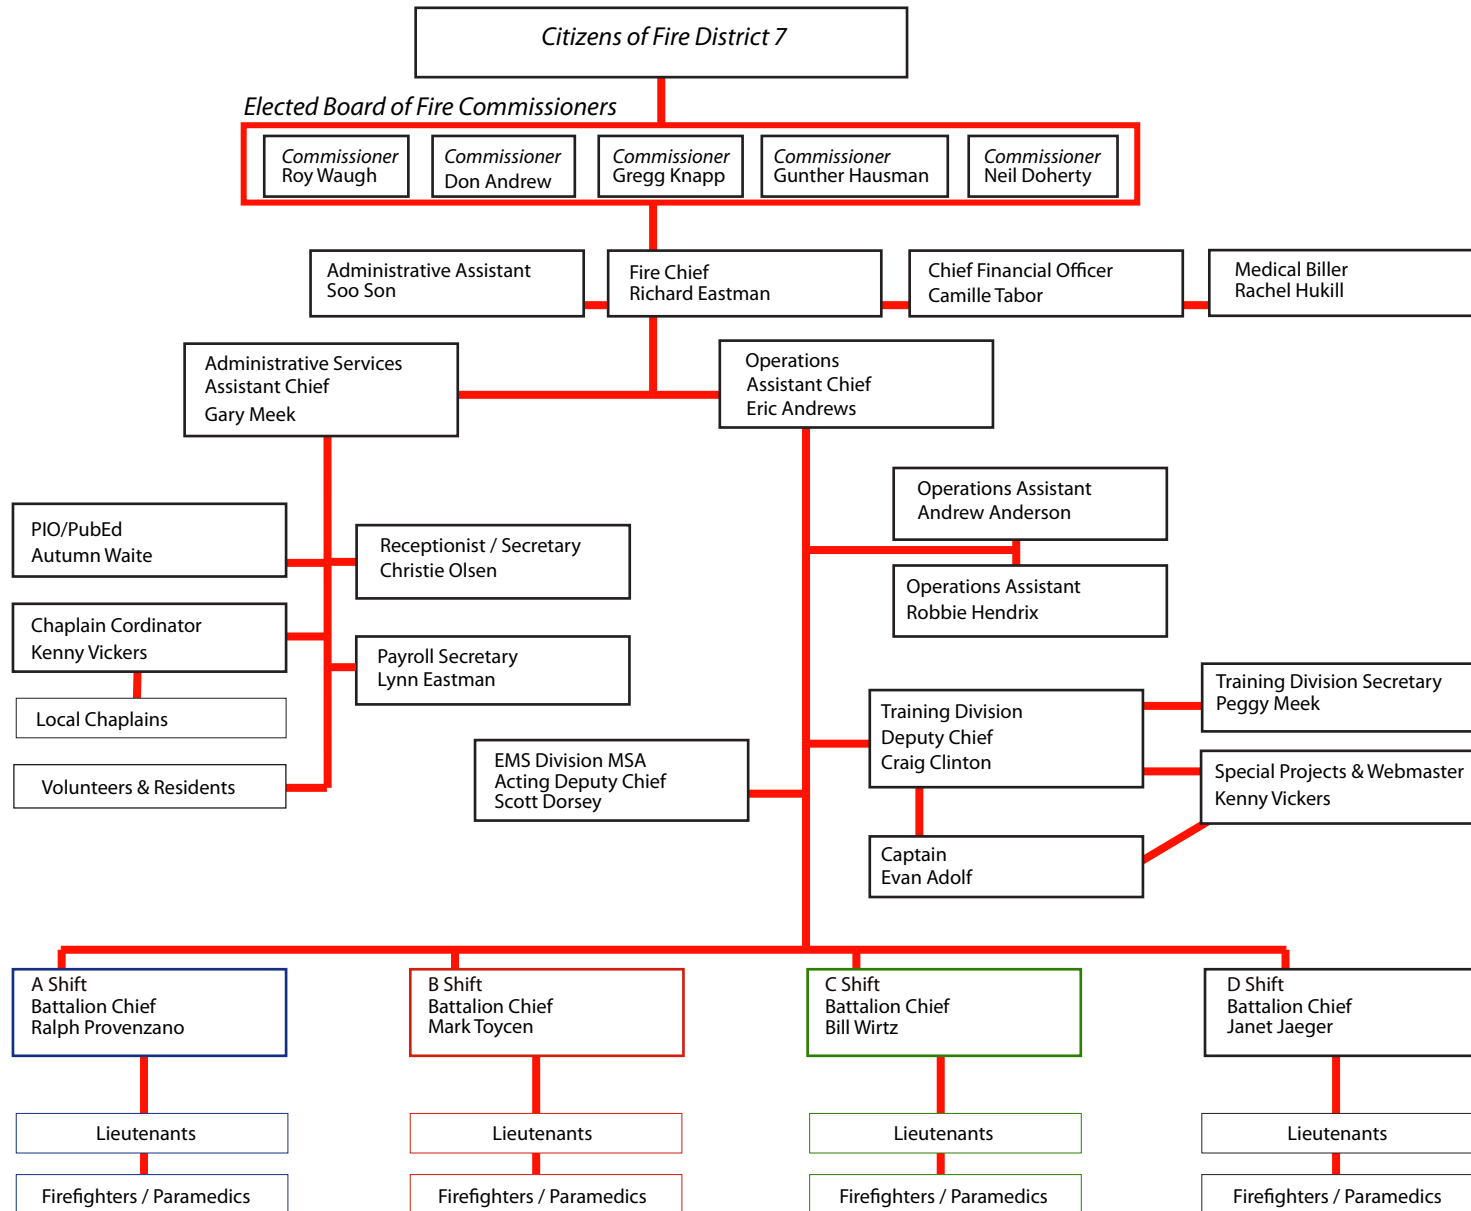 Citizens of Fire District 7
Elected Board of Fire Commissioners
Commissioner
Roy Waugh
Commissioner
Don Andrew
Commissioner
Gregg Knapp
Commissioner
Gunther Hausman
Commissioner
Neil Doherty
Administrative Assistant
Soo Son
Fire Chief
Richard Eastman
Chief Financial Officer
Camille Tabor
Medical Biller
Rachel Hukill
Administrative Services
Assistant Chief
Gary Meek
Operations
Assistant Chief
Eric Andrews
PIO/PubEd
Autumn Waite
Receptionist / Secretary
Christie Olsen
Chaplain Cordinator
Kenny Vickers
Payroll Secretary
Lynn Eastman
Local Chaplains
Volunteers & Residents
Operations Assistant
Andrew Anderson
Operations Assistant
Robbie Hendrix
Training Division
Deputy Chief
Craig Clinton
Training Division Secretary
Peggy Meek
Special Projects & Webmaster
Kenny Vickers
EMS Division MSA
Acting Deputy Chief
Scott Dorsey
Captain
Evan Adolf
A Shift
Battalion Chief
Ralph Provenzano
B Shift
Battalion Chief
Mark Toycen
C Shift
Battalion Chief
Bill Wirtz
D Shift
Battalion Chief
Janet Jaeger
Lieutenants
Lieutenants
Lieutenants
Lieutenants
Firefighters / Paramedics
Firefighters / Paramedics
Firefighters / Paramedics
Firefighters / Paramedics